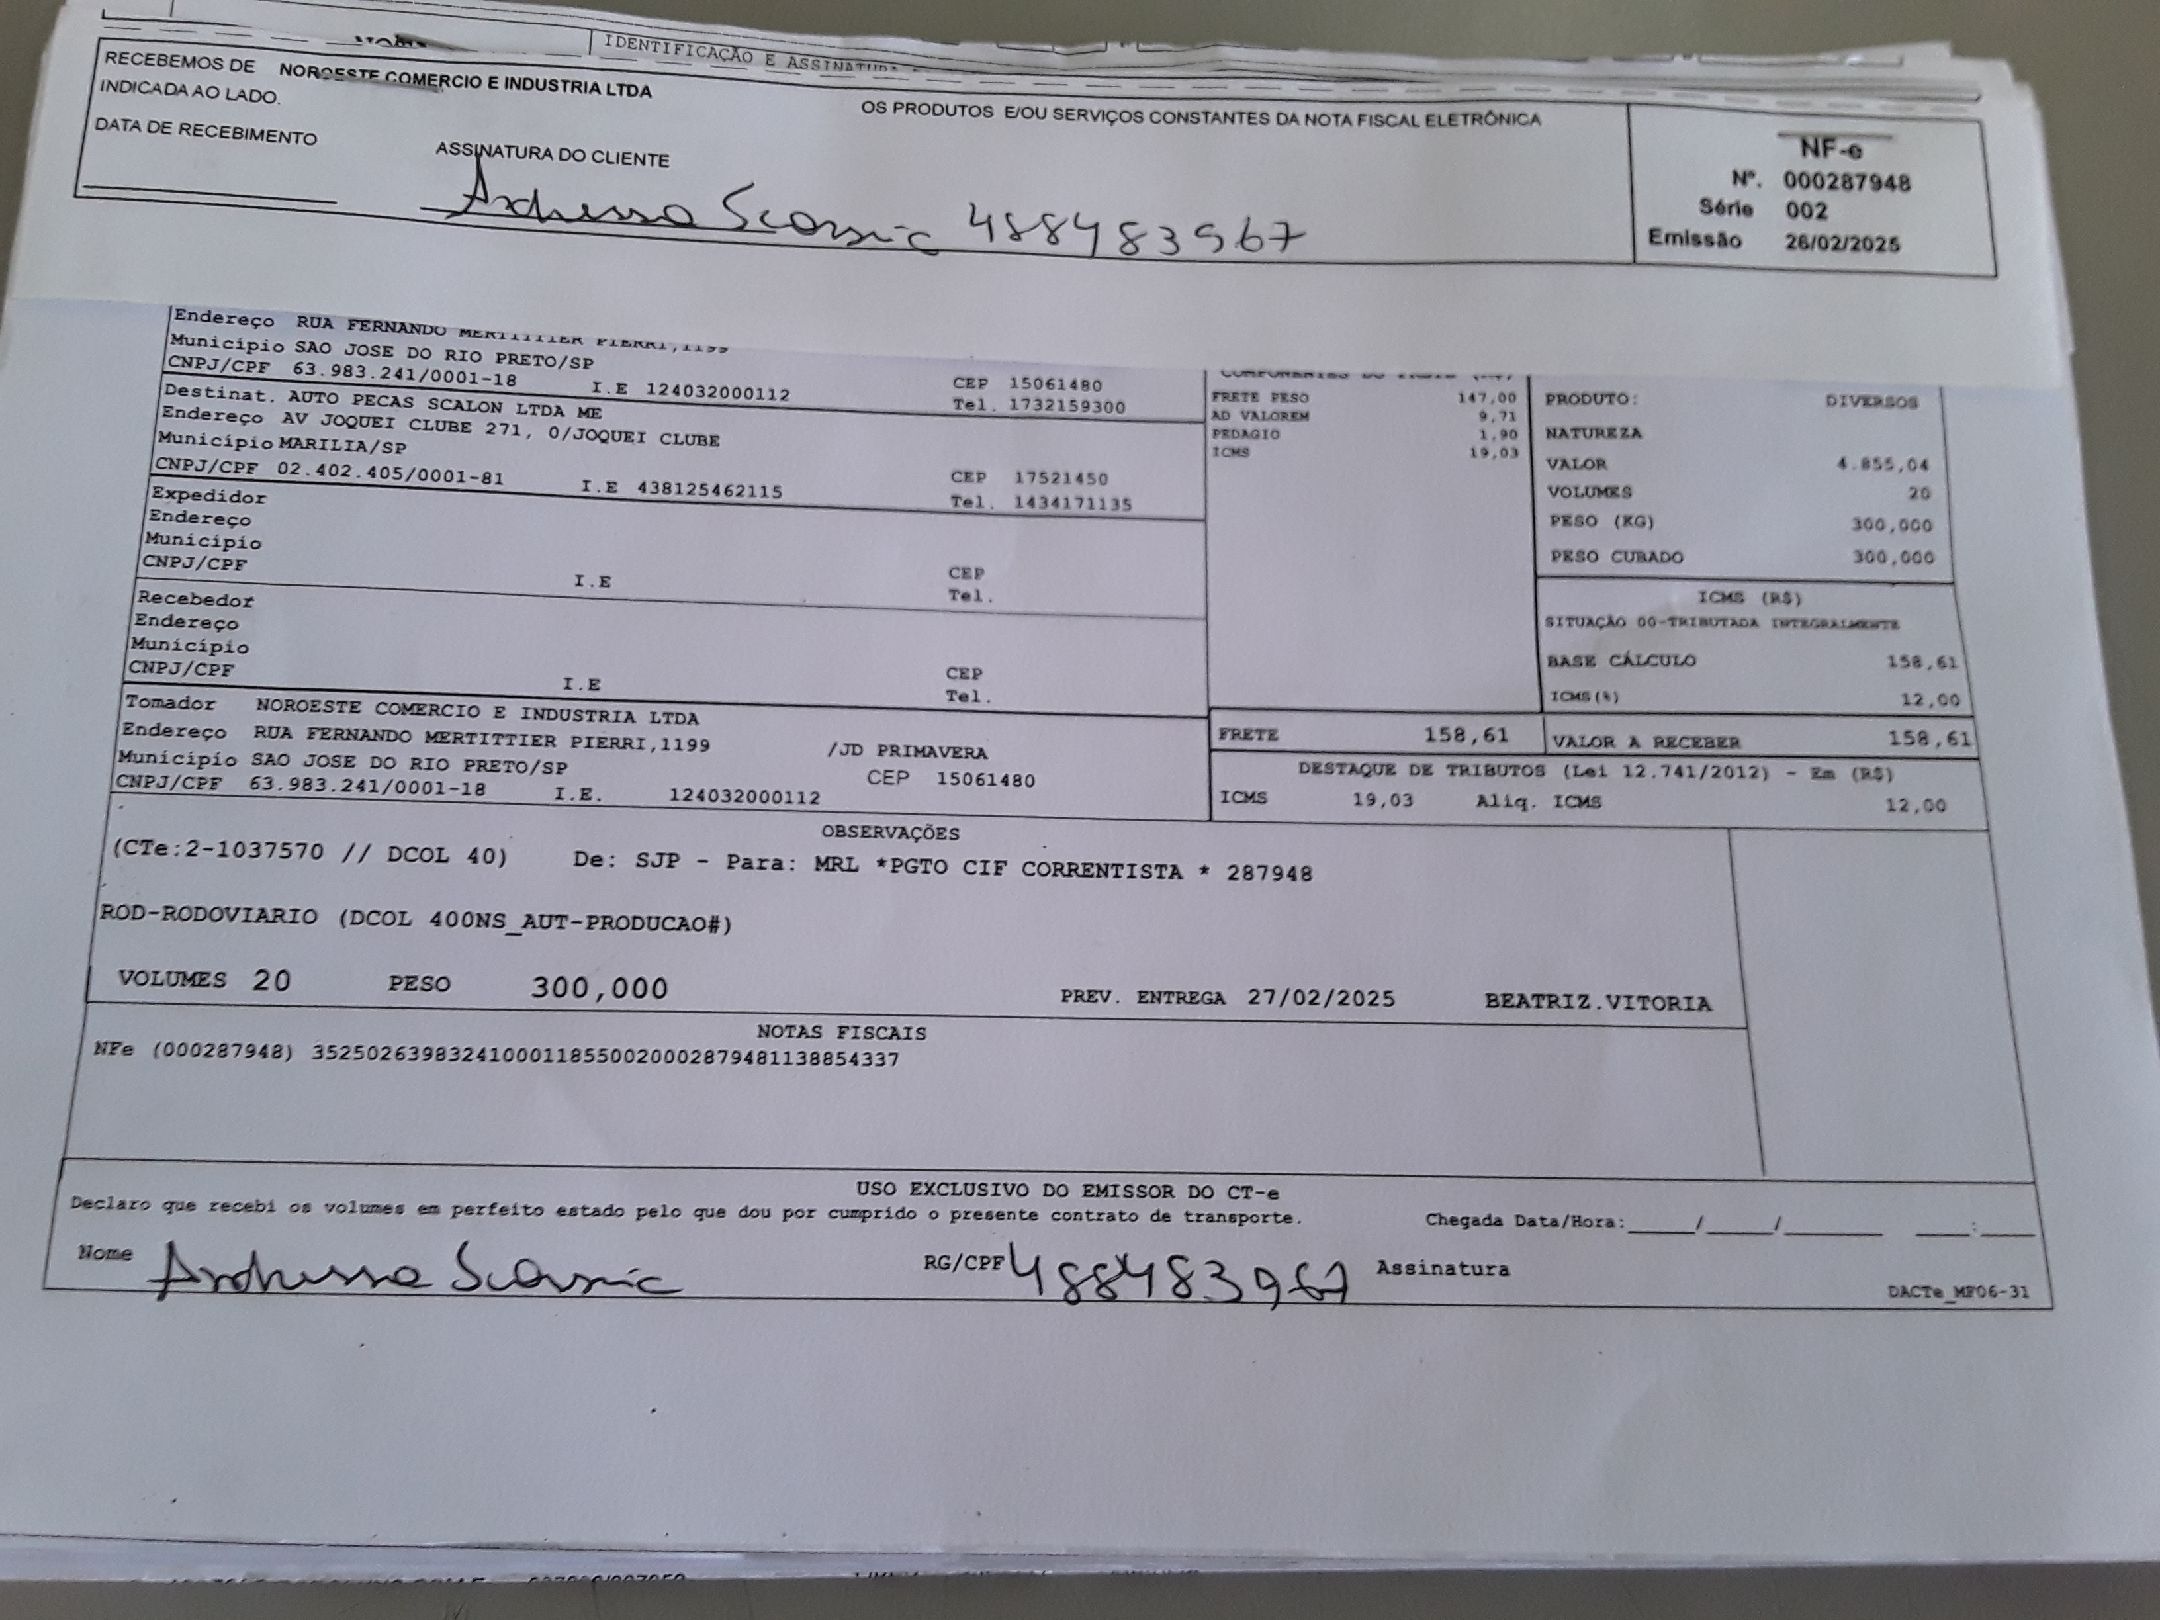 IDENTIFICAÇÃO E ASSINATURA
RECEBEMOS DE NOROESTE COMERCIO E INDUSTRIA LTDA OS PRODUTOS E/OU SERVIÇOS CONSTANTES DA NOTA FISCAL ELETRÔNICA
INDICADA AO LADO.
DATA DE RECEBIMENTO ASSINATURA DO CLIENTE
488483967
NF-e
Nº. 000287948
Série 002
Emissão 26/02/2025
Endereço RUA FERNANDO MERTITTIER PIERRI,1199
Município SAO JOSE DO RIO PRETO/SP CEP 15061480
CNPJ/CPF 63.983.241/0001-18 I.E 124032000112 Tel. 1732159300
Destinat. AUTO PECAS SCALON LTDA ME
Endereço AV JOQUEI CLUBE 271, 0/JOQUEI CLUBE
Município MARILIA/SP CEP 17521450
CNPJ/CPF 02.402.405/0001-81 I.E 438125462115 Tel. 1434171135
Expedidor
Endereço
Município CEP
CNPJ/CPF I.E Tel.
Recebedor
Endereço
Município CEP
CNPJ/CPF I.E Tel.
Tomador NOROESTE COMERCIO E INDUSTRIA LTDA
Endereço RUA FERNANDO MERTITTIER PIERRI,1199 /JD PRIMAVERA
Município SAO JOSE DO RIO PRETO/SP CEP 15061480
CNPJ/CPF 63.983.241/0001-18 I.E. 124032000112
FRETE PESO 147,00
AD VALOREM 9,71
PEDAGIO 1,90
ICMS 19,03
PRODUTO: DIVERSOS
NATUREZA
VALOR 4.855,04
VOLUMES 20
PESO (KG) 300,000
PESO CUBADO 300,000
ICMS (R$)
SITUAÇÃO 00-TRIBUTADA INTEGRALMENTE
BASE CÁLCULO 158,61
ICMS(%) 12,00
FRETE 158,61 VALOR A RECEBER 158,61
DESTAQUE DE TRIBUTOS (Lei 12.741/2012) - Em (R$)
ICMS 19,03 Aliq. ICMS 12,00
OBSERVAÇÕES
(CTe:2-1037570 // DCOL 40) De: SJP - Para: MRL *PGTO CIF CORRENTISTA * 287948
ROD-RODOVIARIO (DCOL 400NS_AUT-PRODUCAO#)
VOLUMES 20 PESO 300,000 PREV. ENTREGA 27/02/2025 BEATRIZ.VITORIA
NOTAS FISCAIS
NFe (000287948) 35250263983241000118550020002879481138854337
USO EXCLUSIVO DO EMISSOR DO CT-e
Declaro que recebi os volumes em perfeito estado pelo que dou por cumprido o presente contrato de transporte. Chegada Data/Hora:_____/_____/_______ ____:____
Nome RG/CPF 488483967 Assinatura
DACTe_MF06-31